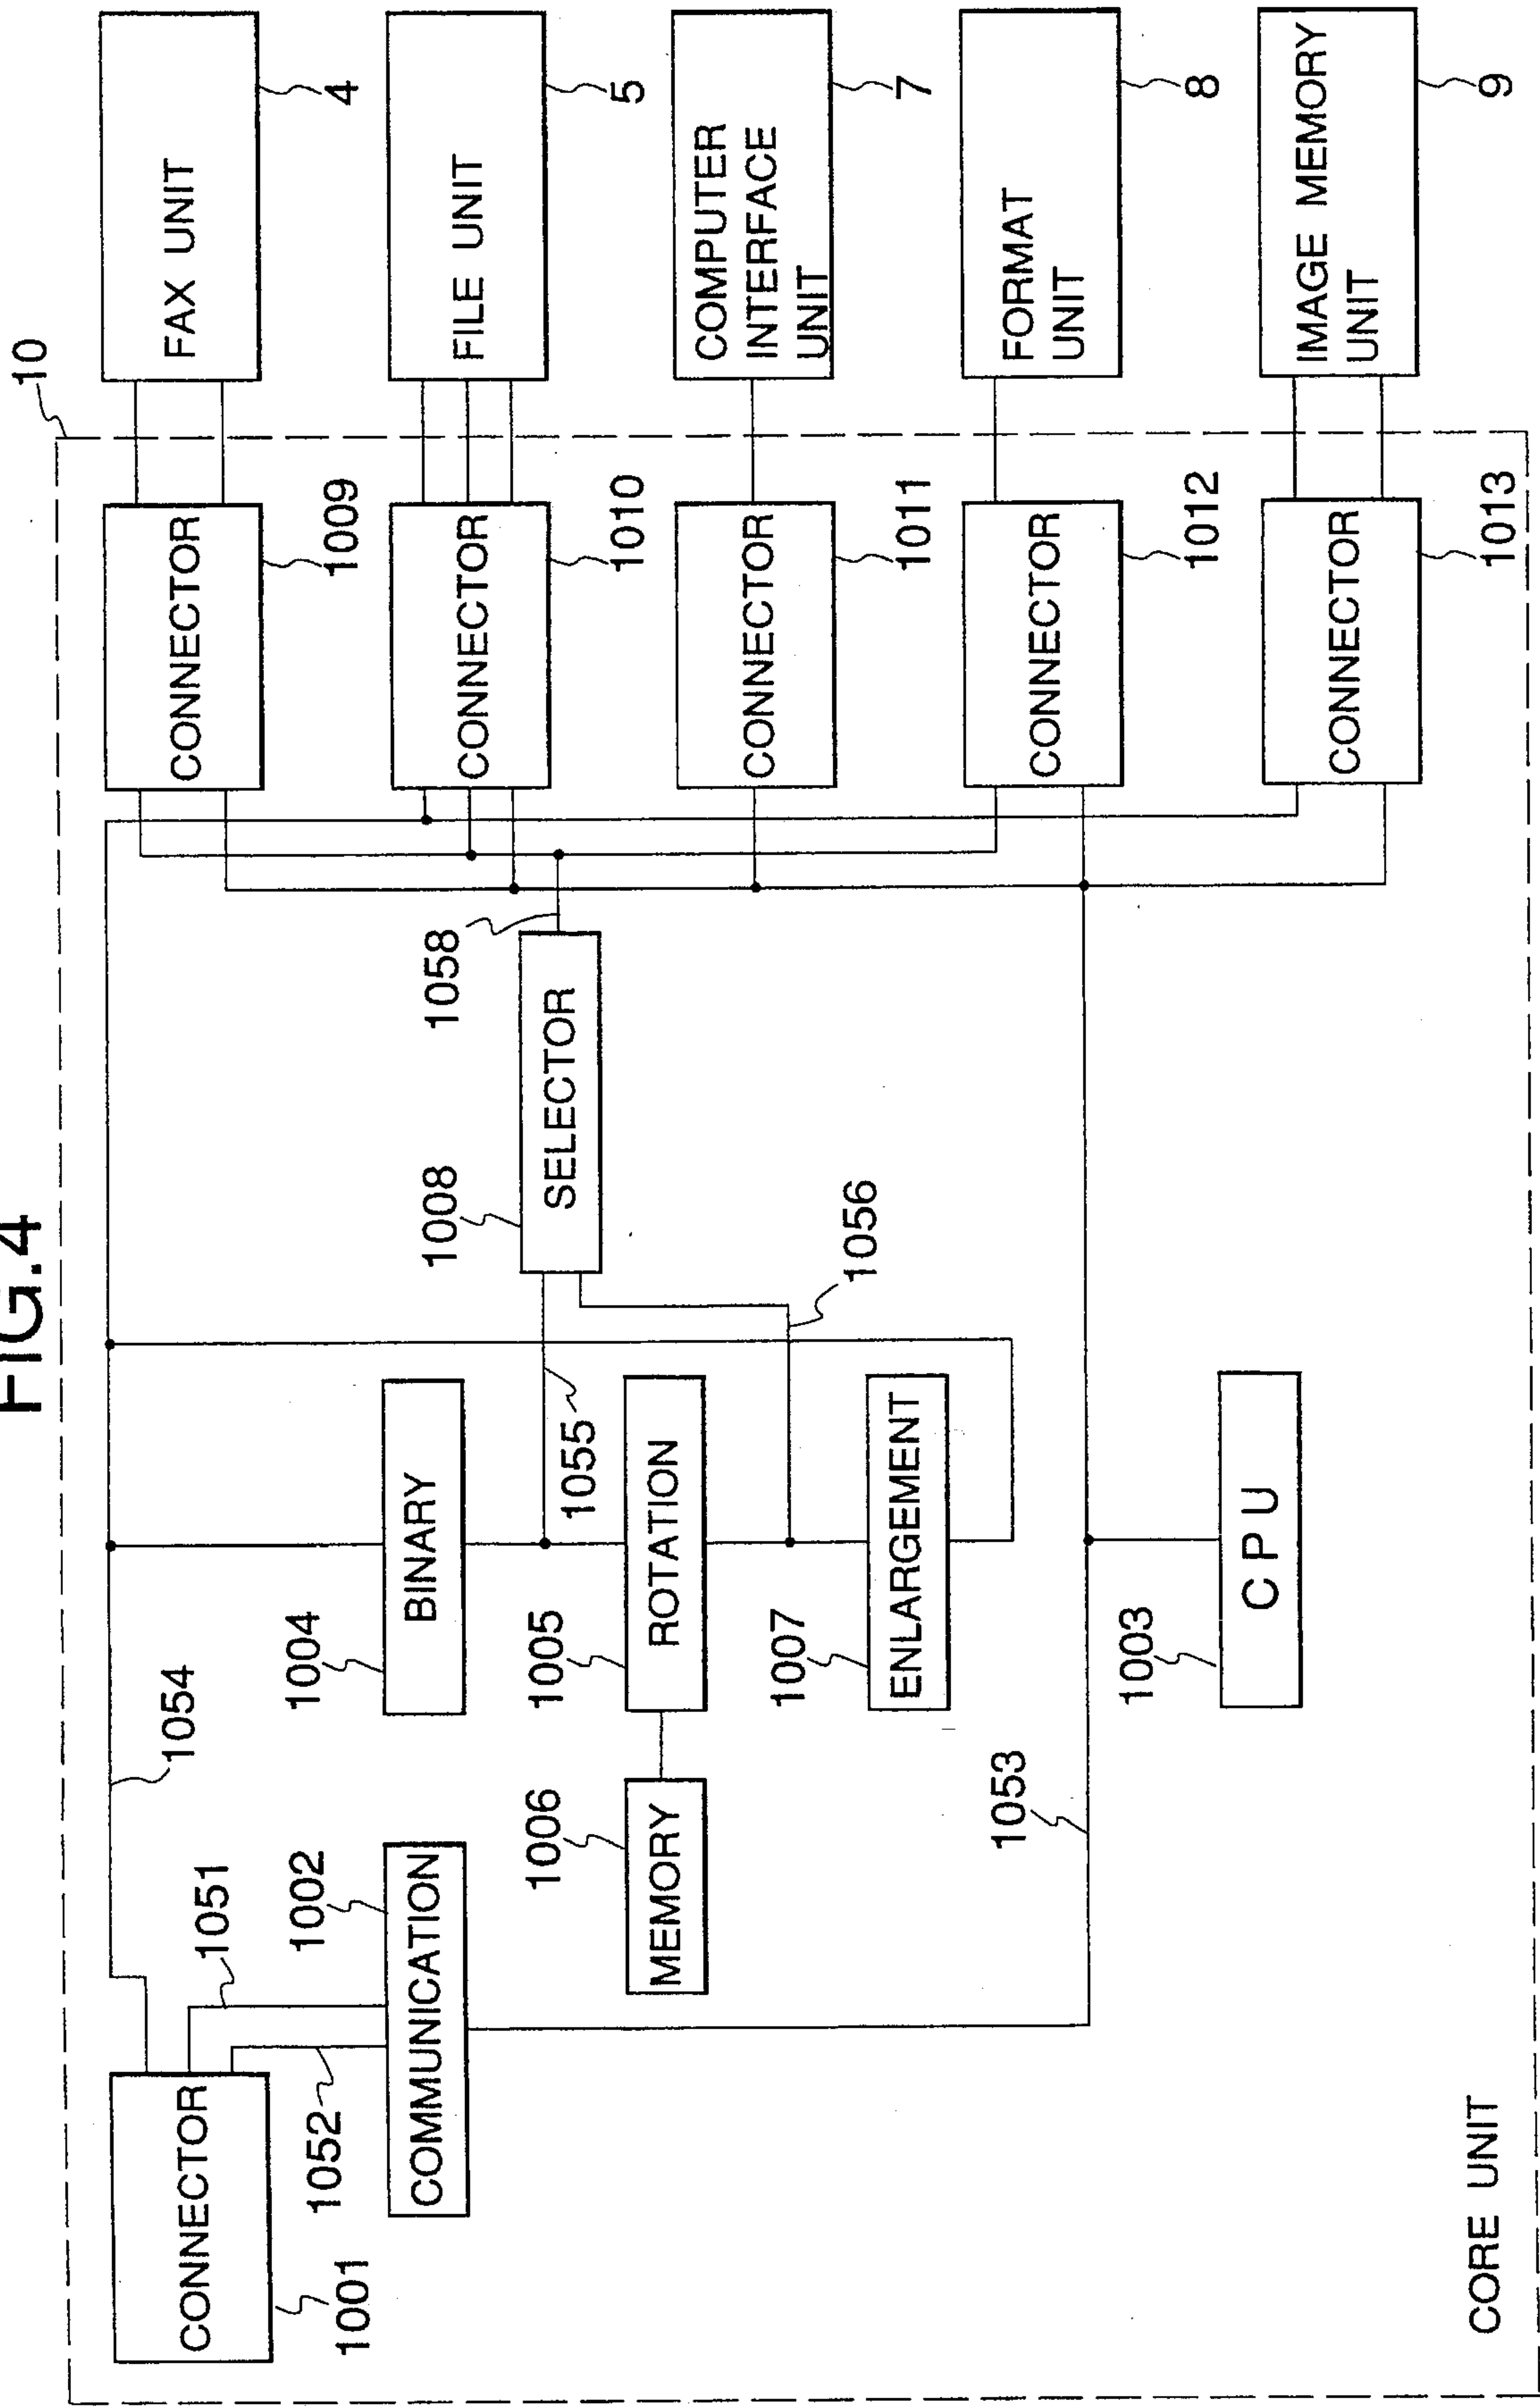 FIG.4
10
CONNECTOR
1001
1054
1051
1052
COMMUNICATION
1002
BINARY
1004
ROTATION
1005
MEMORY
1006
ENLARGEMENT
1007
1055
1056
SELECTOR
1008
1058
1053
CPU
1003
CONNECTOR
1009
FAX UNIT
4
CONNECTOR
1010
FILE UNIT
5
CONNECTOR
1011
COMPUTER
INTERFACE
UNIT
7
CONNECTOR
1012
FORMAT
UNIT
8
CONNECTOR
1013
IMAGE MEMORY
UNIT
9
CORE UNIT